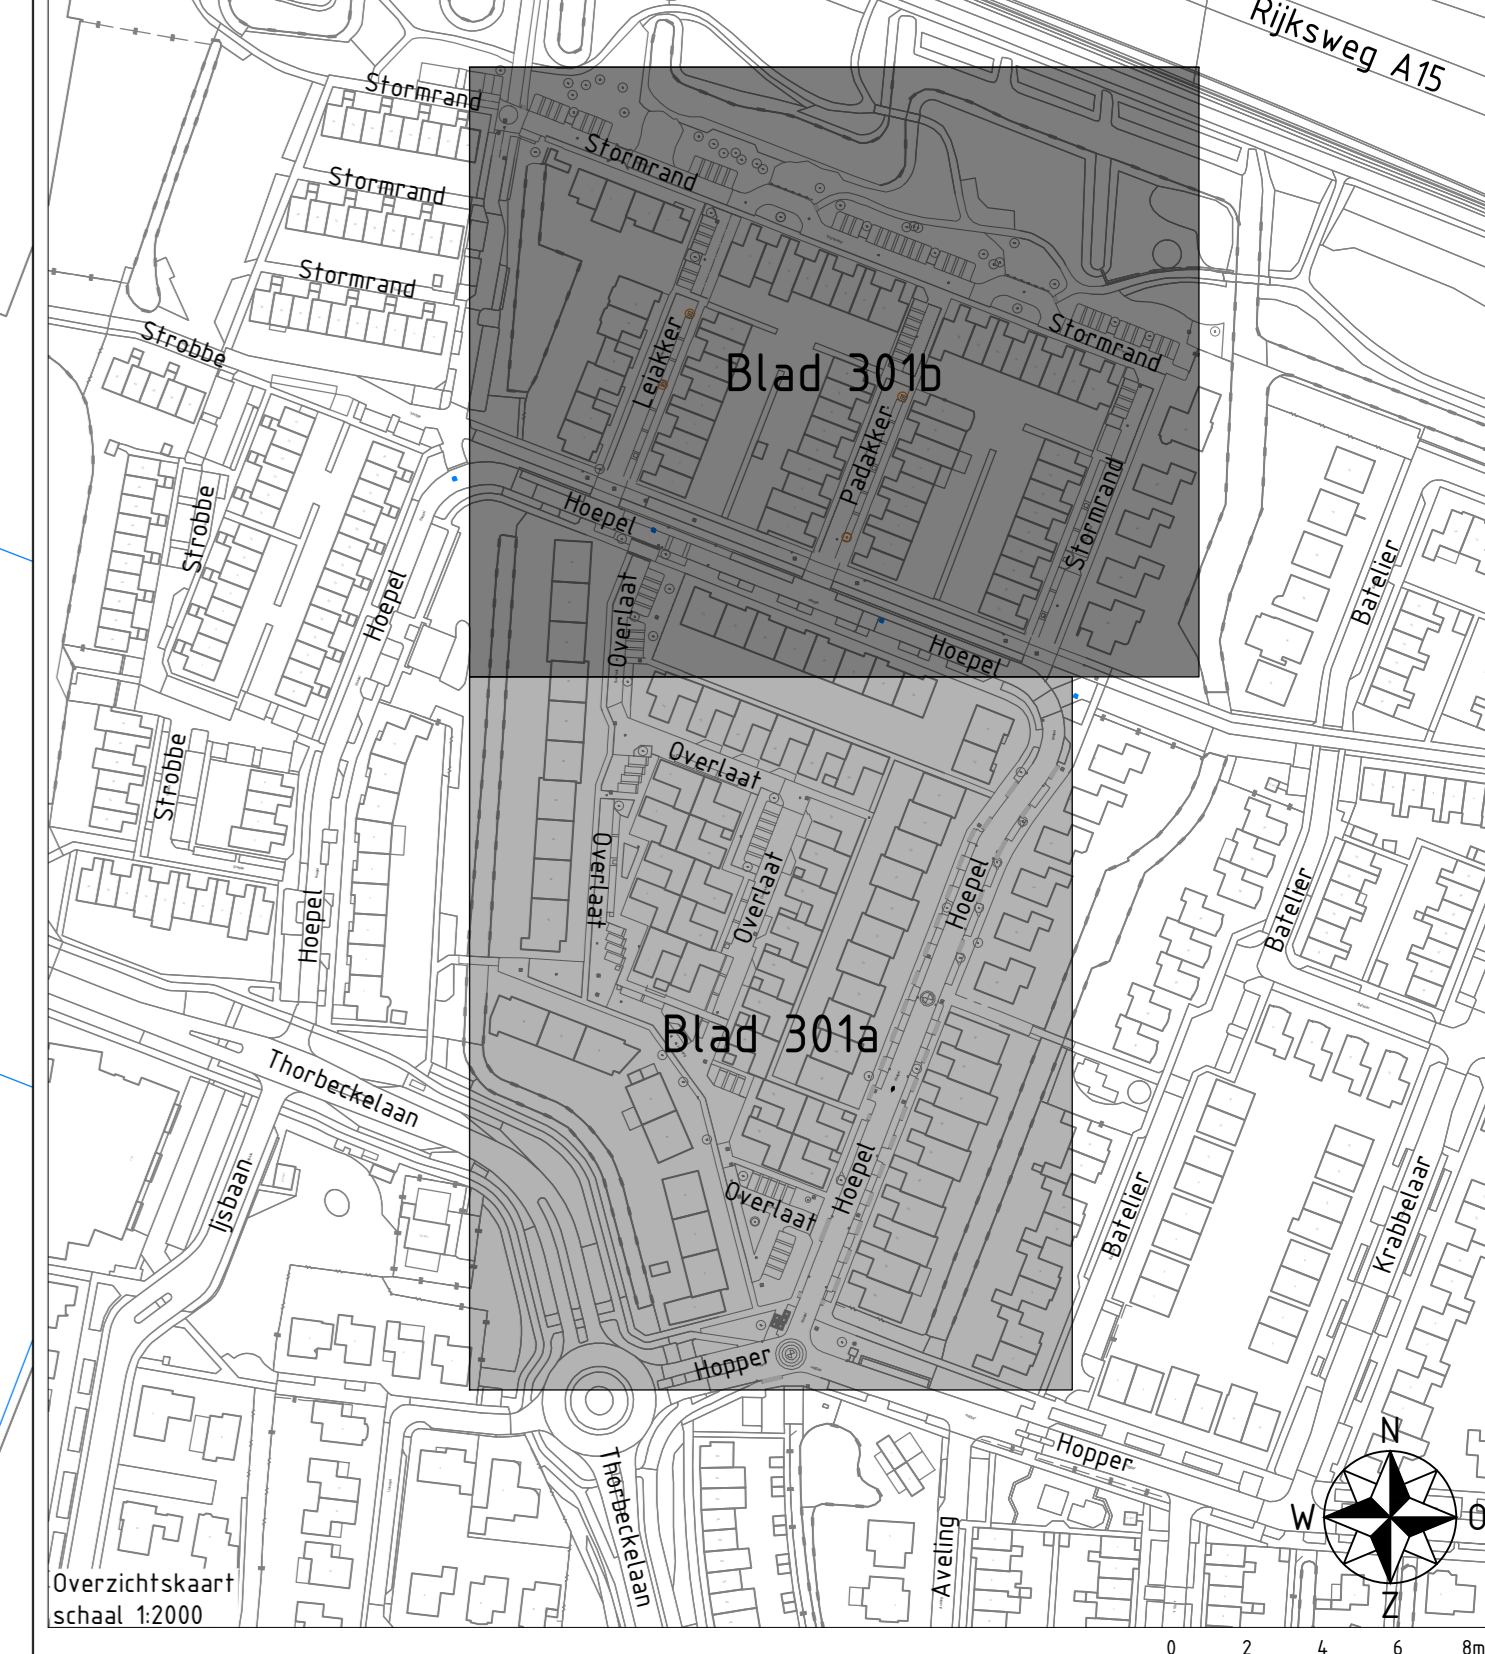 Rijksweg A15
Stormrand
Stormrand
Stormrand
Stormrand
Strobbe
Leiakker
Blad 301b
Stormrand
Padakker
Stormrand
Strobbe
Hoepel
Hoepel
Overlaat
Hoepel
Batelier
Strobbe
Overlaat
Overlaat
Overlaat
Hoepel
Hoepel
Batelier
Blad 301a
Thorbeckelaan
Ijsbaan
Overlaat
Hoepel
Batelier
Krabbelaar
Hopper
Hopper
Thorbeckelaan
Aveling
N
W
O
Z
Overzichtskaart
schaal 1:2000
0 2 4 6 8m